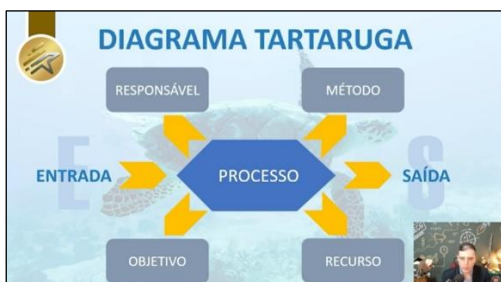 DIAGRAMA TARTARUGA
RESPONSÁVEL
MÉTODO
E
S
ENTRADA
PROCESSO
SAÍDA
OBJETIVO
RECURSO